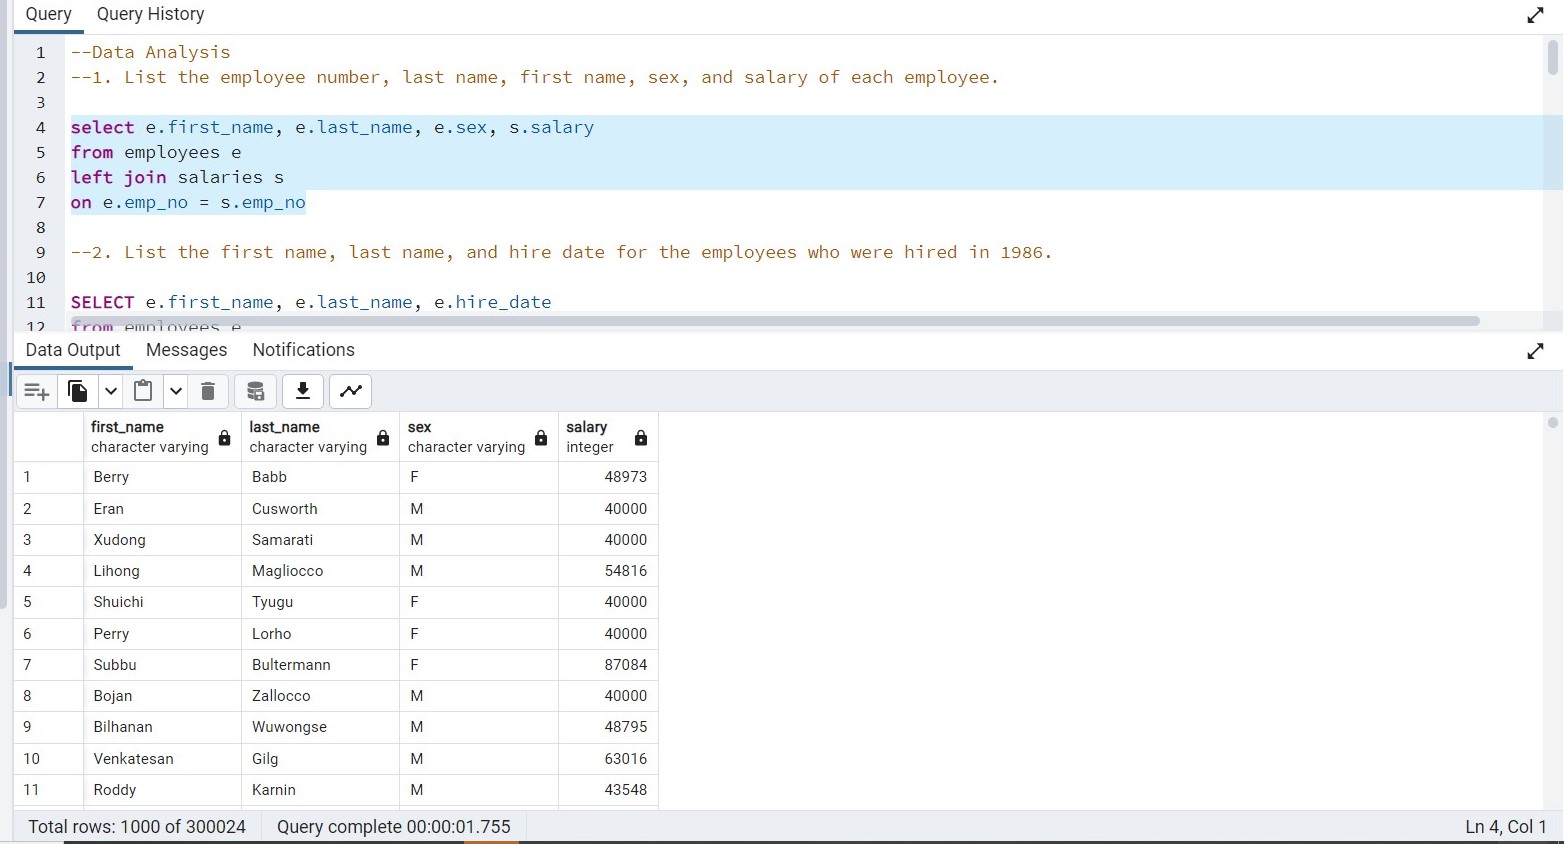 Query Query History
1 --Data Analysis
2 --1. List the employee number, last name, first name, sex, and salary of each employee.
3
4 select e.first_name, e.last_name, e.sex, s.salary
5 from employees e
6 left join salaries s
7 on e.emp_no = s.emp_no
8
9 --2. List the first name, last name, and hire date for the employees who were hired in 1986.
10
11 SELECT e.first_name, e.last_name, e.hire_date
12 from employees e
Data Output Messages Notifications
first_name last_name sex salary
character varying character varying character varying integer
1 Berry Babb F 48973
2 Eran Cusworth M 40000
3 Xudong Samarati M 40000
4 Lihong Magliocco M 54816
5 Shuichi Tyugu F 40000
6 Perry Lorho F 40000
7 Subbu Bultermann F 87084
8 Bojan Zallocco M 40000
9 Bilhanan Wuwongse M 48795
10 Venkatesan Gilg M 63016
11 Roddy Karnin M 43548
Total rows: 1000 of 300024 Query complete 00:00:01.755 Ln 4, Col 1